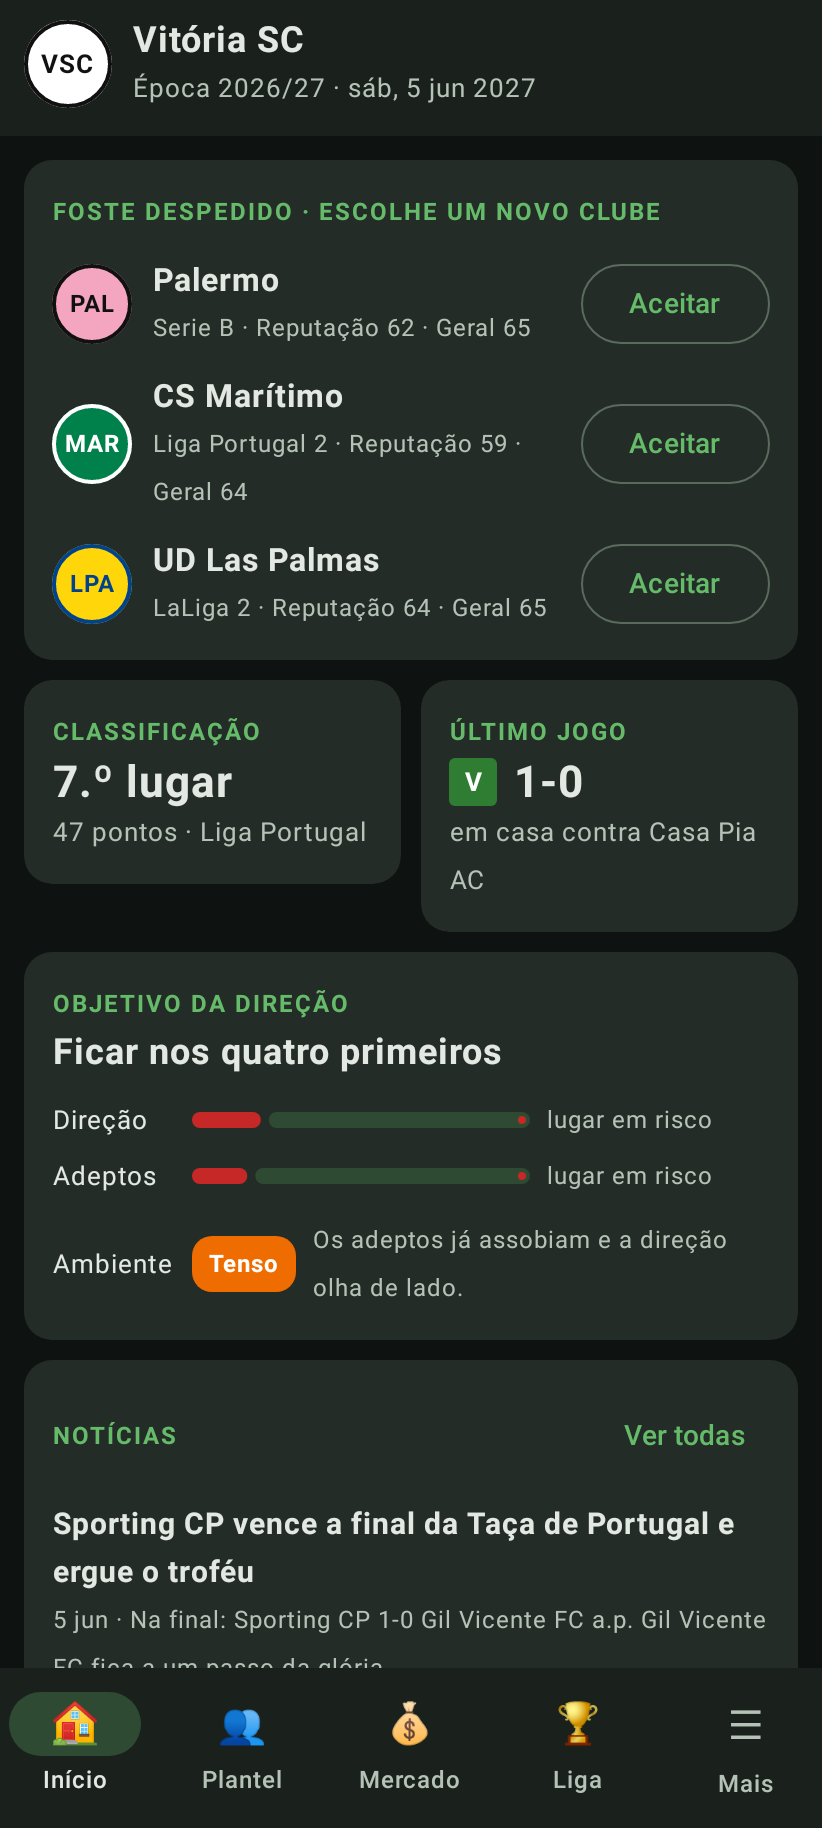 VSC
Vitória SC
Época 2026/27 · sáb, 5 jun 2027
FOSTE DESPEDIDO · ESCOLHE UM NOVO CLUBE
PAL
Palermo
Serie B · Reputação 62 · Geral 65
Aceitar
MAR
CS Marítimo
Liga Portugal 2 · Reputação 59 ·
Geral 64
Aceitar
LPA
UD Las Palmas
LaLiga 2 · Reputação 64 · Geral 65
Aceitar
CLASSIFICAÇÃO
7.º lugar
47 pontos · Liga Portugal
ÚLTIMO JOGO
V 1-0
em casa contra Casa Pia
AC
OBJETIVO DA DIREÇÃO
Ficar nos quatro primeiros
Direção lugar em risco
Adeptos lugar em risco
Ambiente Tenso
Os adeptos já assobiam e a direção
olha de lado.
NOTÍCIAS
Ver todas
Sporting CP vence a final da Taça de Portugal e
ergue o troféu
5 jun · Na final: Sporting CP 1-0 Gil Vicente FC a.p. Gil Vicente
FC fica a um passo da glória
Início
Plantel
Mercado
Liga
Mais